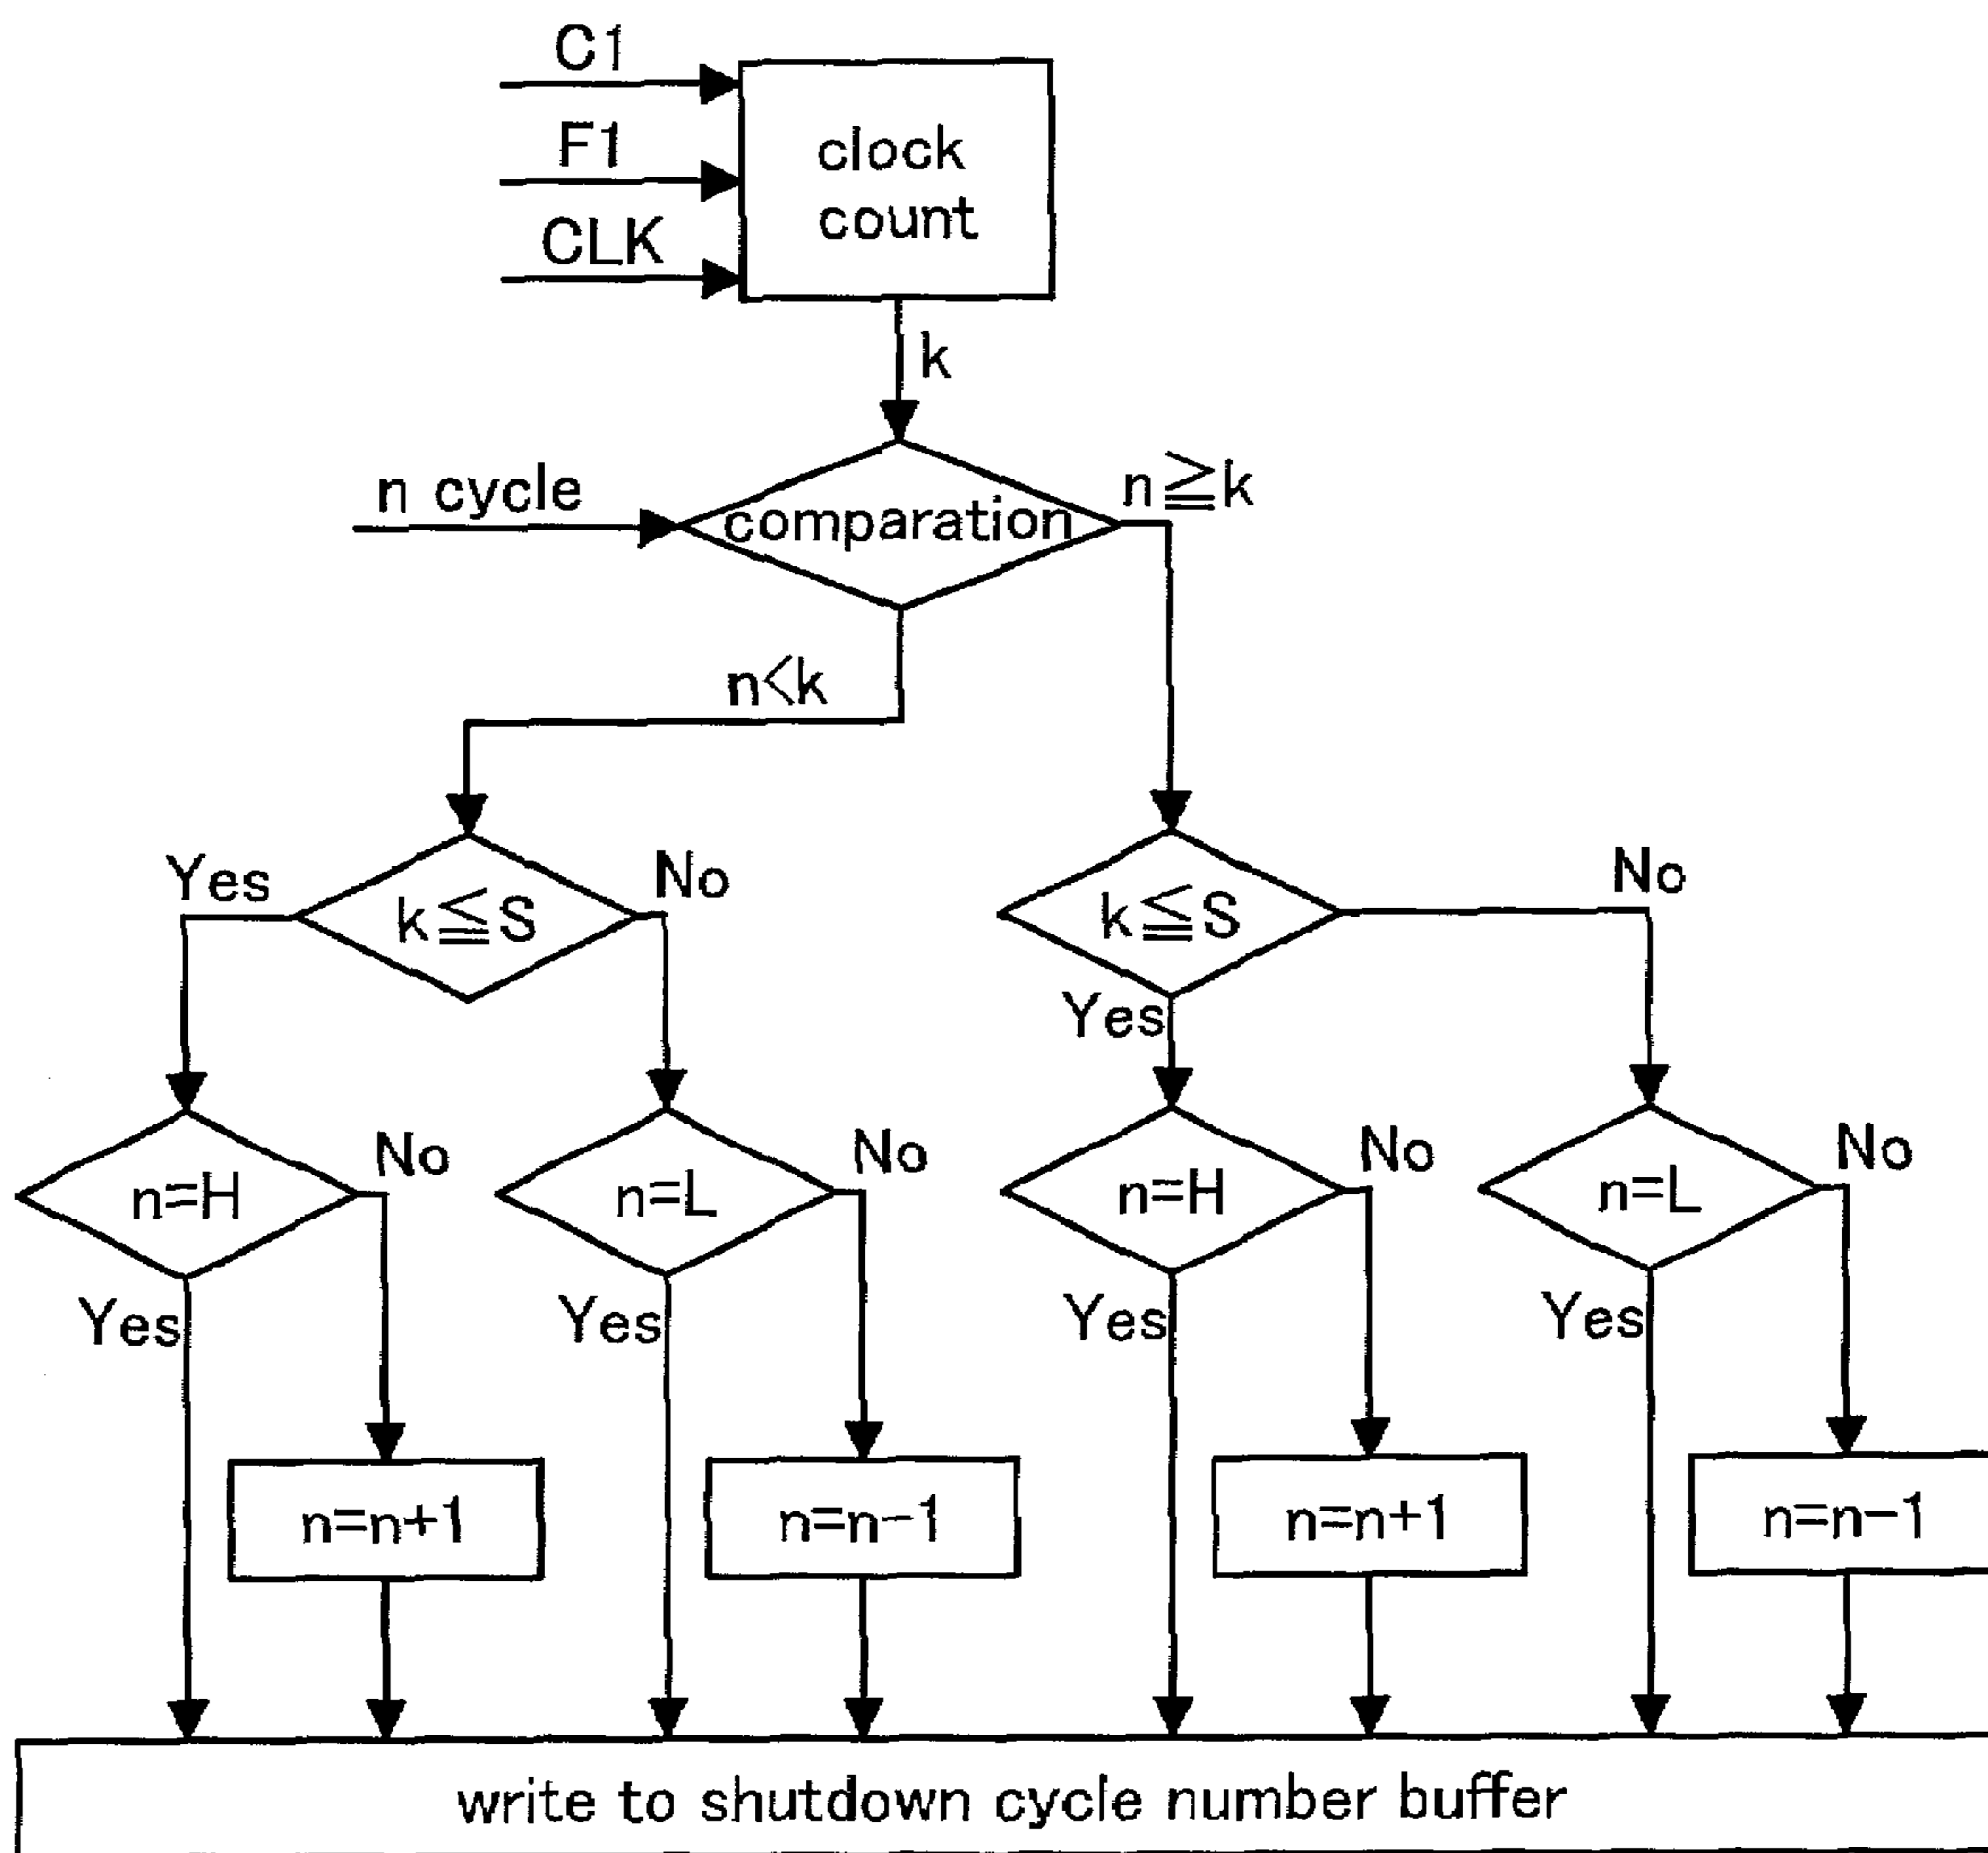 C1
F1
CLK
clock
count
k
n cycle
comparation
n≧k
n<k
Yes
k≦S
No
k≦S
No
Yes
n=H
No
n=L
No
n=H
No
n=L
No
Yes
Yes
Yes
Yes
n=n+1
n=n-1
n=n+1
n=n-1
write to shutdown cycle number buffer